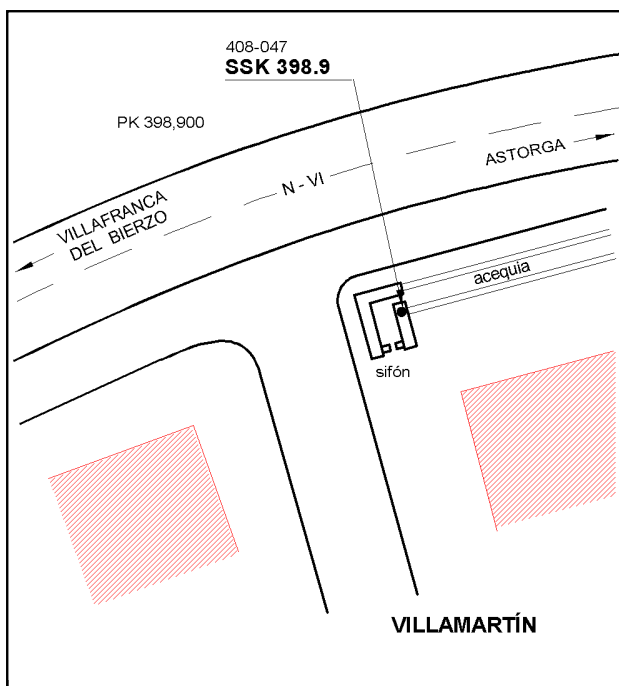 408-047
SSK 398.9
PK 398,900
ASTORGA
N - VI
VILLAFRANCA
DEL BIERZO
acequia
sifón
VILLAMARTÍN